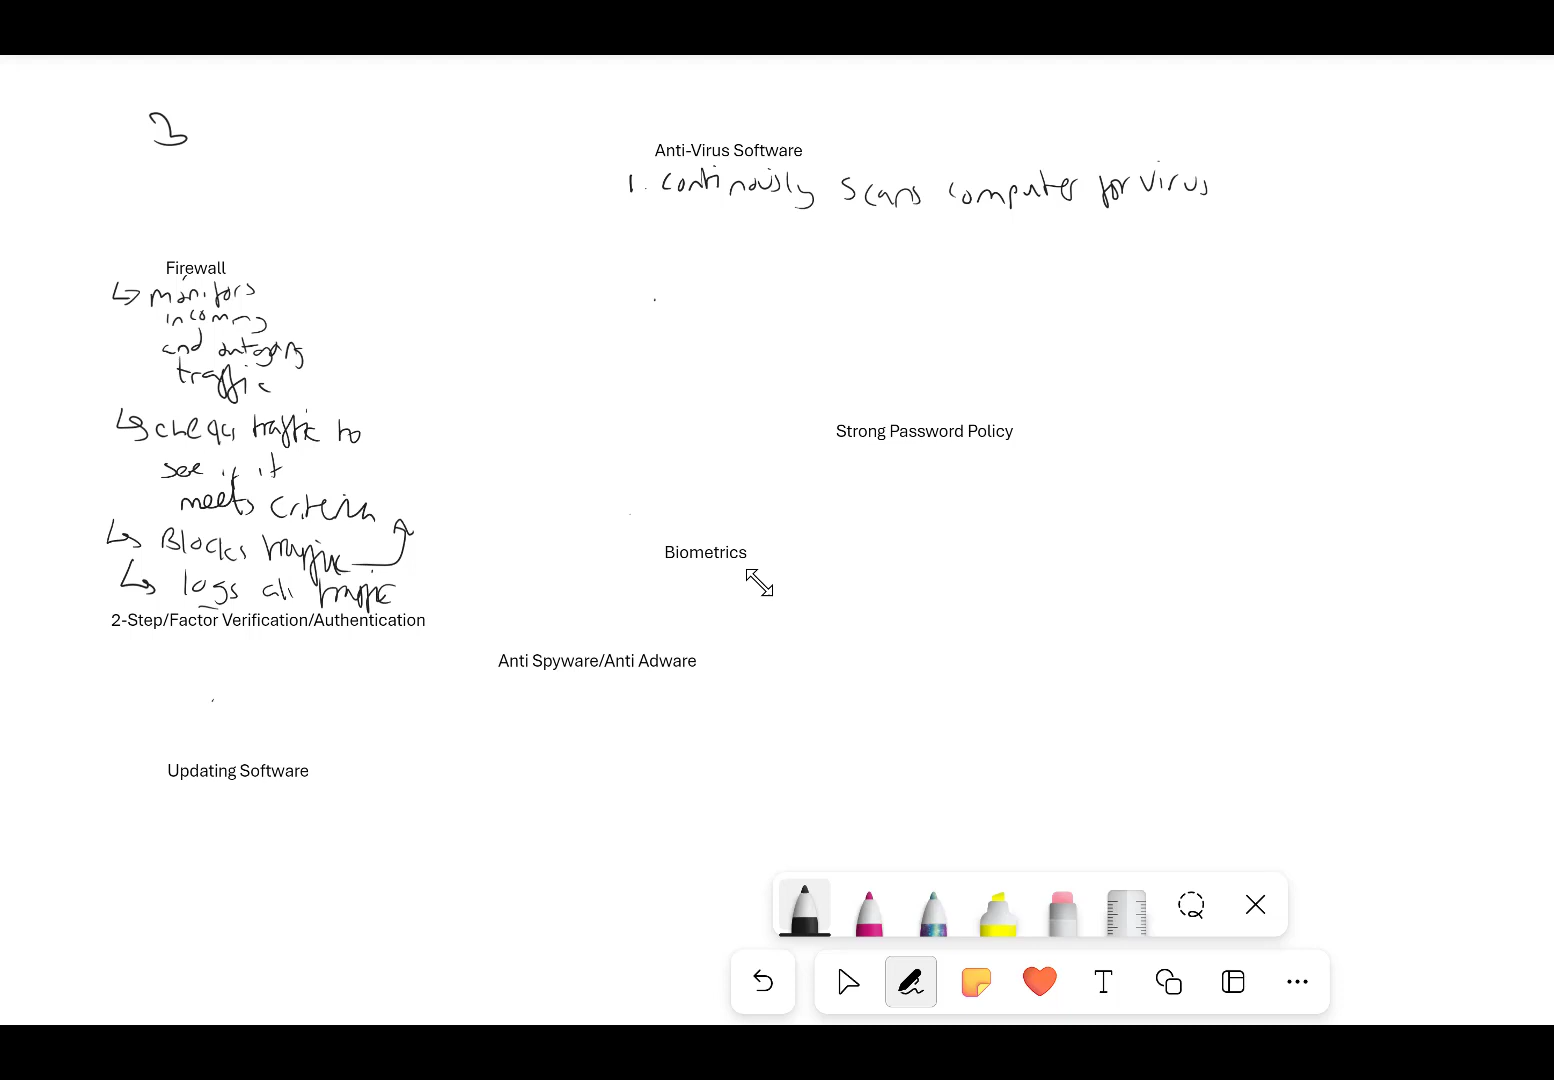 2
Anti-Virus Software
1. continously scans computer for virus
Firewall
↳ monitors
incoming
and outgoing
traffic
↳ checks traffic to
see if it
meets criteria
↳ Blocks traffic
↳ logs all traffic
2-Step/Factor Verification/Authentication
Strong Password Policy
Biometrics
Anti Spyware/Anti Adware
Updating Software
T